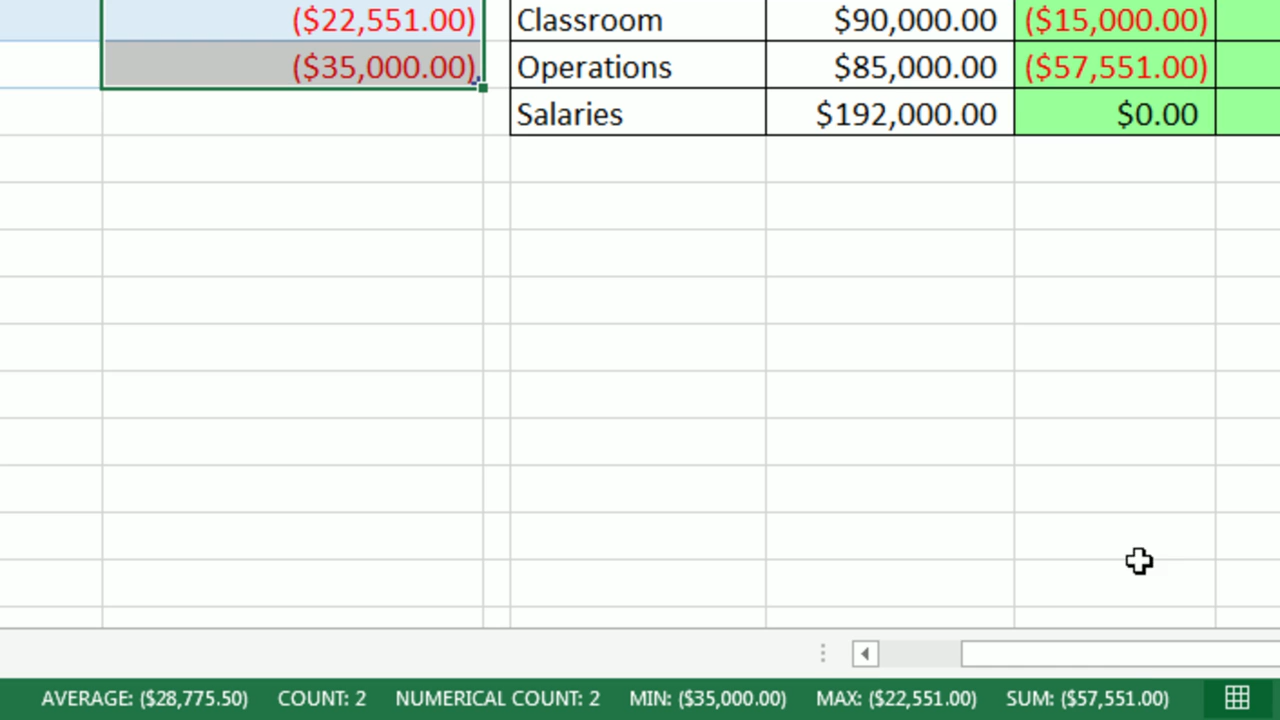 ($22,551.00) Classroom $90,000.00 ($15,000.00)
($35,000.00) Operations $85,000.00 ($57,551.00)
Salaries $192,000.00 $0.00
AVERAGE: ($28,775.50) COUNT: 2 NUMERICAL COUNT: 2 MIN: ($35,000.00) MAX: ($22,551.00) SUM: ($57,551.00)